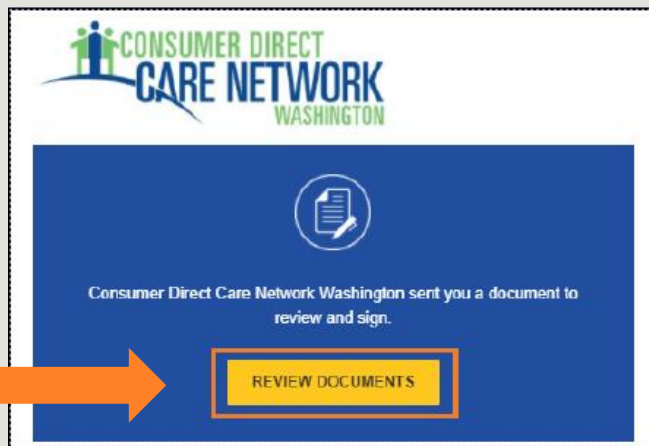 CONSUMER DIRECT
CARE NETWORK
WASHINGTON
Consumer Direct Care Network Washington sent you a document to
review and sign.
REVIEW DOCUMENTS